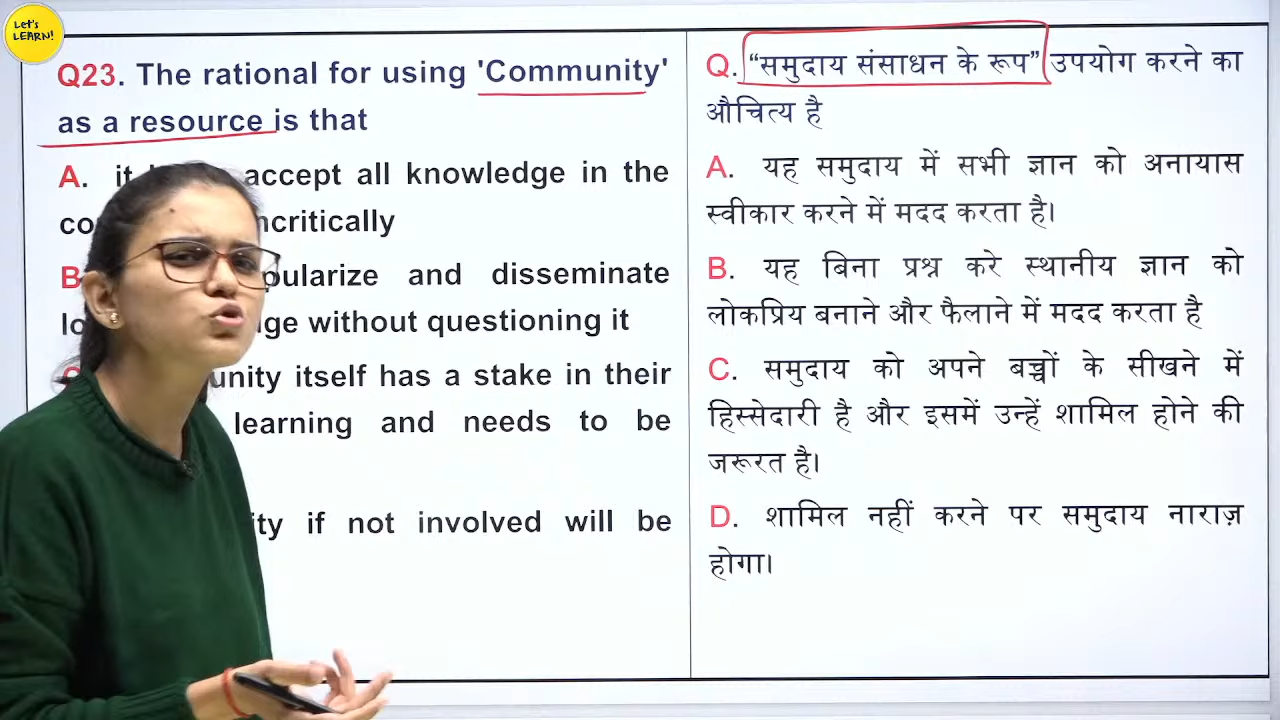 Let's
LEARN!
Q23. The rational for using 'Community'
as a resource is that
A. it accept all knowledge in the
ncritically
B pularize and disseminate
lo ge without questioning it
unity itself has a stake in their
learning and needs to be
ity if not involved will be
Q. “समुदाय संसाधन के रूप” उपयोग करने का
औचित्य है
A. यह समुदाय में सभी ज्ञान को अनायास
स्वीकार करने में मदद करता है।
B. यह बिना प्रश्न करे स्थानीय ज्ञान को
लोकप्रिय बनाने और फैलाने में मदद करता है
C. समुदाय को अपने बच्चों के सीखने में
हिस्सेदारी है और इसमें उन्हें शामिल होने की
जरूरत है।
D. शामिल नहीं करने पर समुदाय नाराज़
होगा।